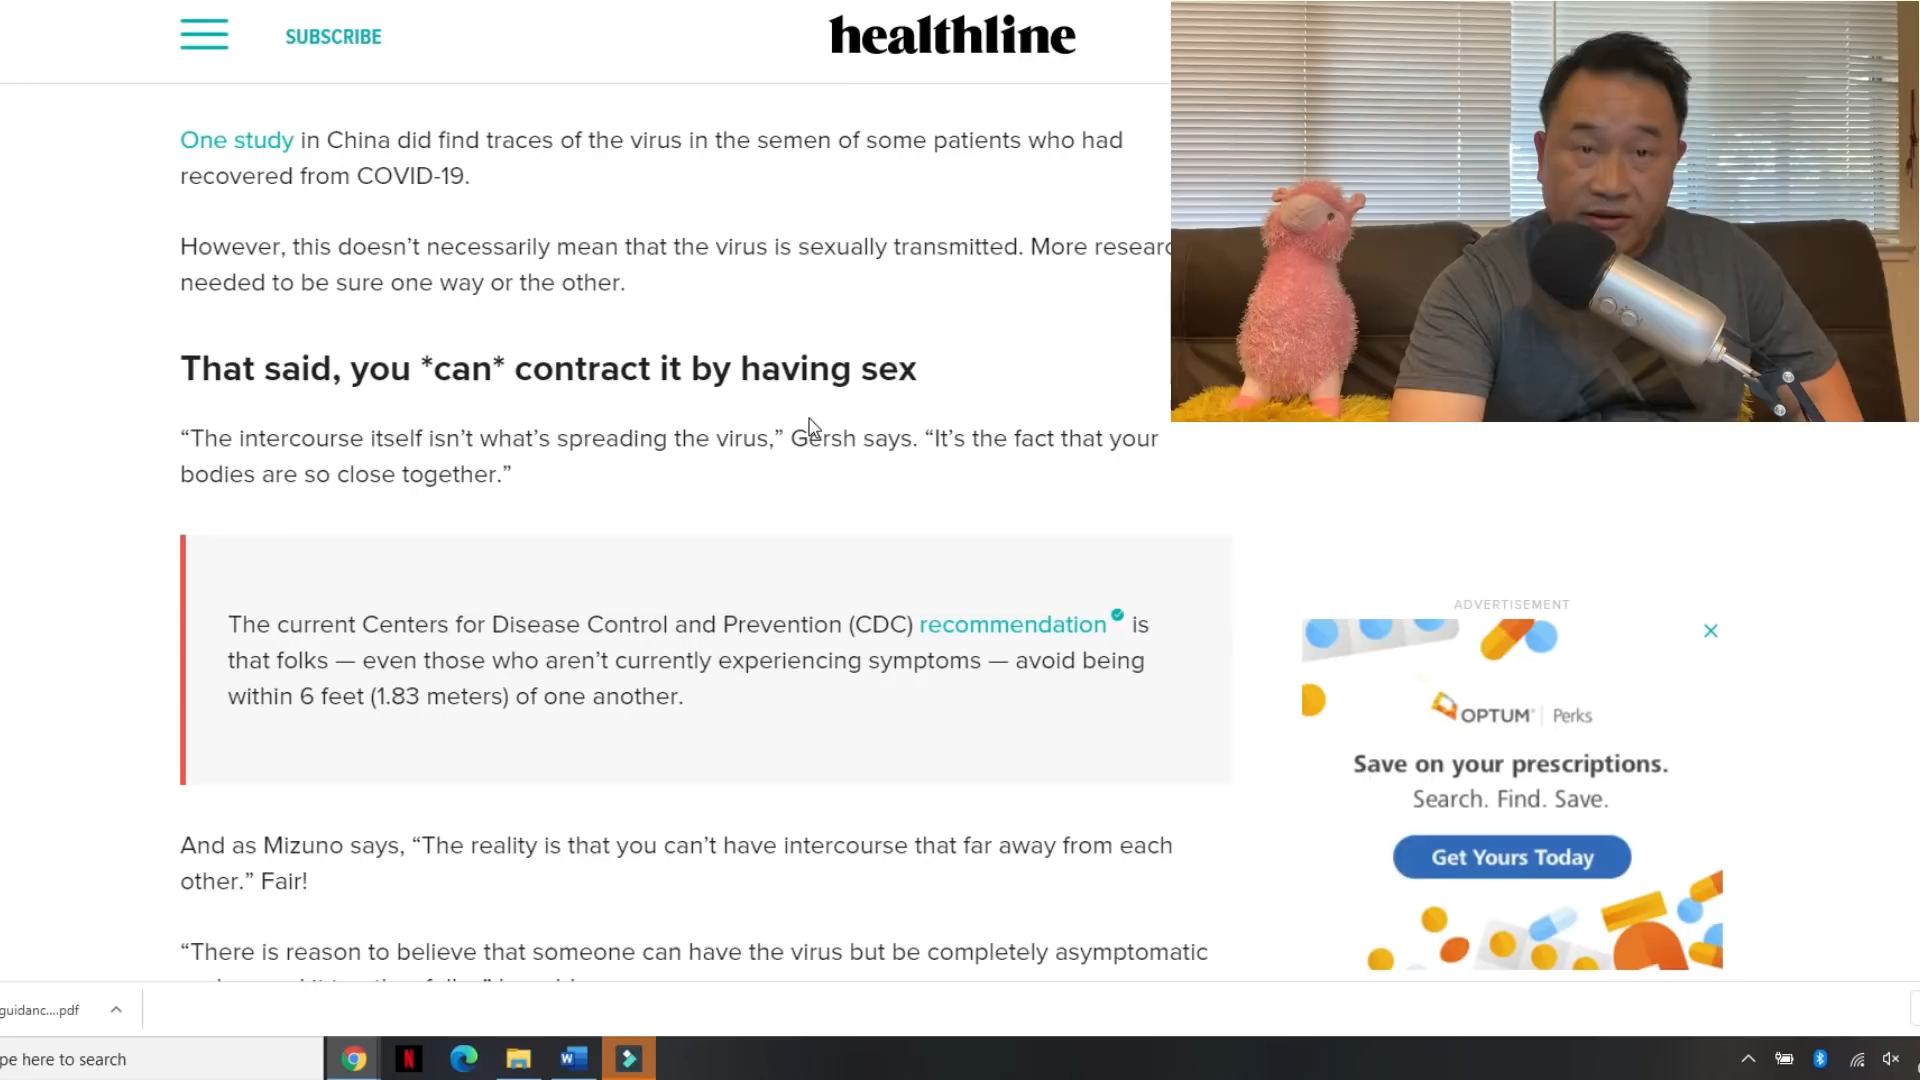 SUBSCRIBE
healthline
One study in China did find traces of the virus in the semen of some patients who had
recovered from COVID-19.
However, this doesn’t necessarily mean that the virus is sexually transmitted. More researc
needed to be sure one way or the other.
That said, you *can* contract it by having sex
“The intercourse itself isn’t what’s spreading the virus,” Gersh says. “It’s the fact that your
bodies are so close together.”
The current Centers for Disease Control and Prevention (CDC) recommendation is
that folks — even those who aren’t currently experiencing symptoms — avoid being
within 6 feet (1.83 meters) of one another.
And as Mizuno says, “The reality is that you can’t have intercourse that far away from each
other.” Fair!
“There is reason to believe that someone can have the virus but be completely asymptomatic
ADVERTISEMENT
OPTUM Perks
Save on your prescriptions.
Search. Find. Save.
Get Yours Today
guidanc....pdf
pe here to search
N
W